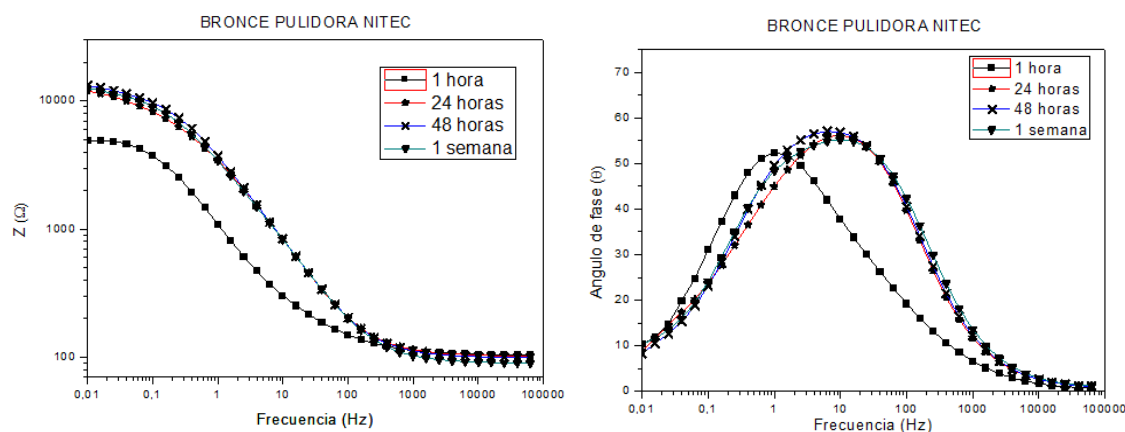 BRONCE PULIDORA NITEC
10000
1000
100
Z (Ω)
0,01 0,1 1 10 100 1000 10000 100000
Frecuencia (Hz)
1 hora
24 horas
48 horas
1 semana
BRONCE PULIDORA NITEC
70
60
50
40
30
20
10
0
Angulo de fase (θ)
0,01 0,1 1 10 100 1000 10000 100000
Frecuencia (Hz)
1 hora
24 horas
48 horas
1 semana